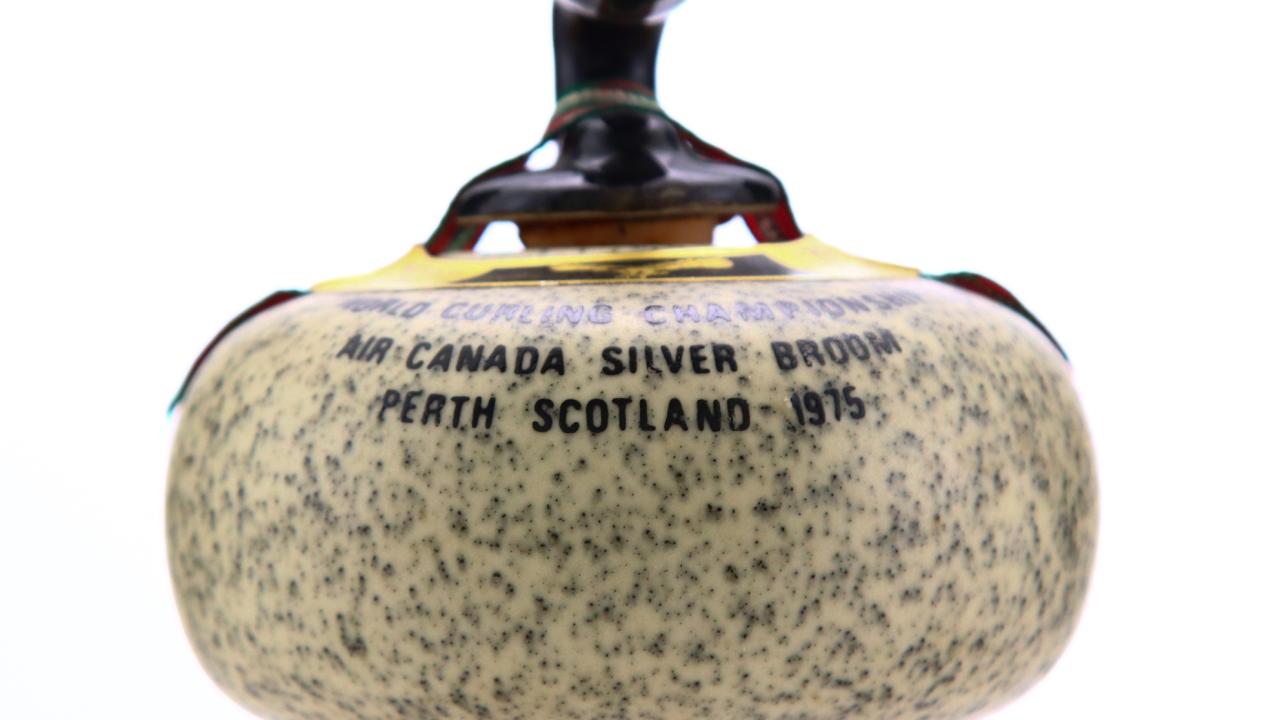 WORLD CURLING CHAMPIONSHIP
AIR CANADA SILVER BROOM
PERTH SCOTLAND 1975